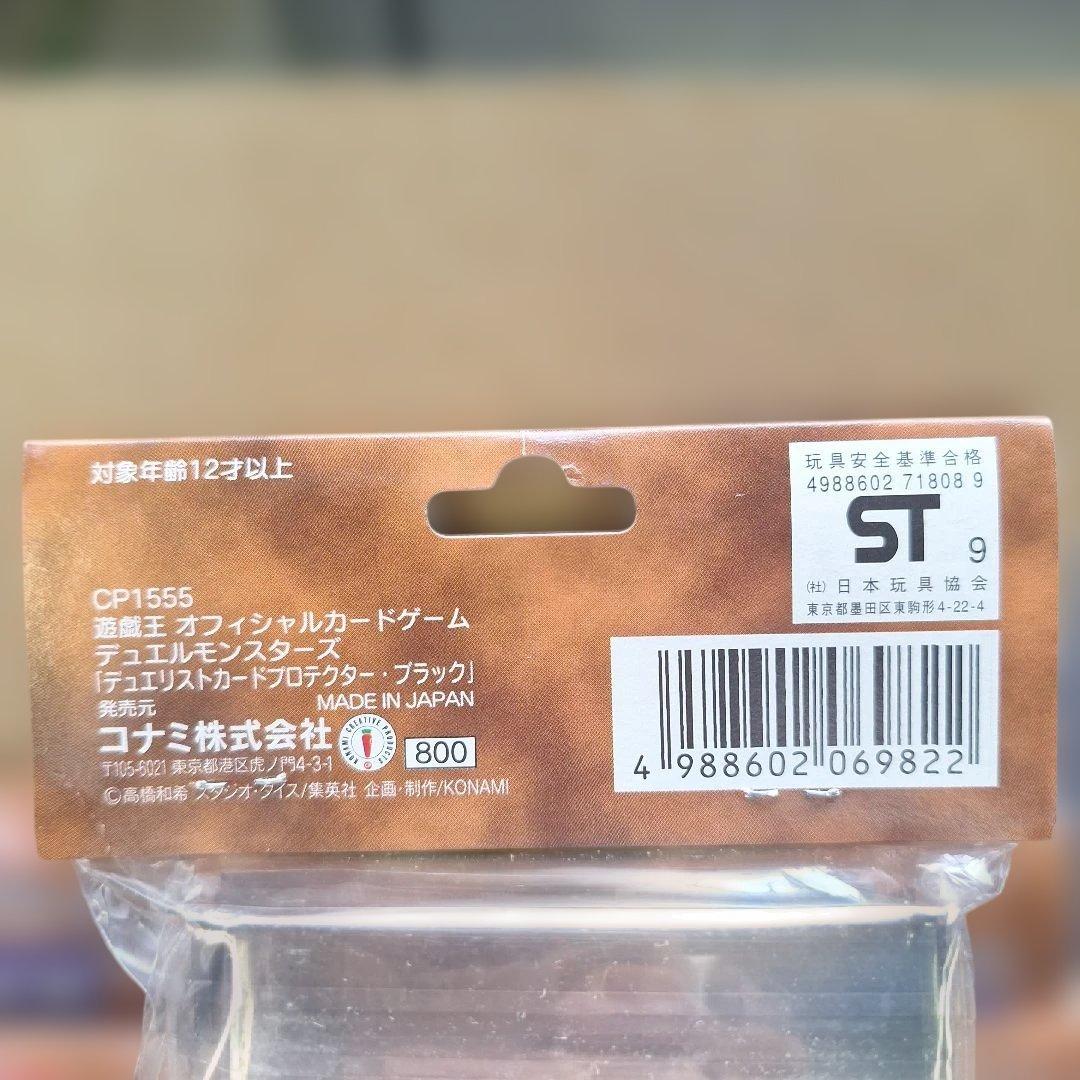 対象年齢12才以上
玩具安全基準合格
4988602 71808 9
ST 9
(社)日本玩具協会
東京都墨田区東駒形4-22-4
CP1555
遊戯王 オフィシャルカードゲーム
デュエルモンスターズ
「デュエリストカードプロテクター・ブラック」
発売元 MADE IN JAPAN
コナミ株式会社 KONAMI CREATIVE PRODUCTS 800
〒105-6021 東京都港区虎ノ門4-3-1
©高橋和希 スタジオ・ダイス/集英社 企画・制作/KONAMI
4 988602 069822